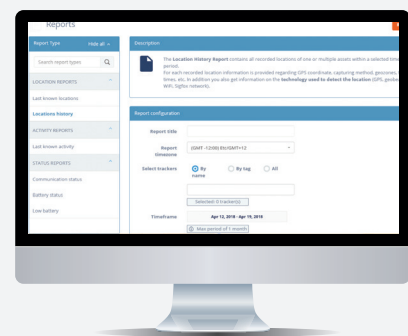 Reports
Report Type
Hide all
Search report types
LOCATION REPORTS
Last known locations
Locations history
ACTIVITY REPORTS
Last known activity
STATUS REPORTS
Communication status
Battery status
Low battery
Description
The Location History Report contains all recorded locations of one or multiple assets within a selected time
period.
For each recorded location information is provided regarding GPS coordinate, capturing method, geozones,
times, etc. In addition you also get information on the technology used to detect the location (GPS, geobe
WiFi, Sigfox network).
Report configuration
Report title
Report timezone
(GMT -12:00) Etc/GMT+12
Select trackers
By name
By tag
All
Selected: 0 tracker(s)
Timeframe
Apr 12, 2018 - Apr 19, 2018
Max period of 1 month